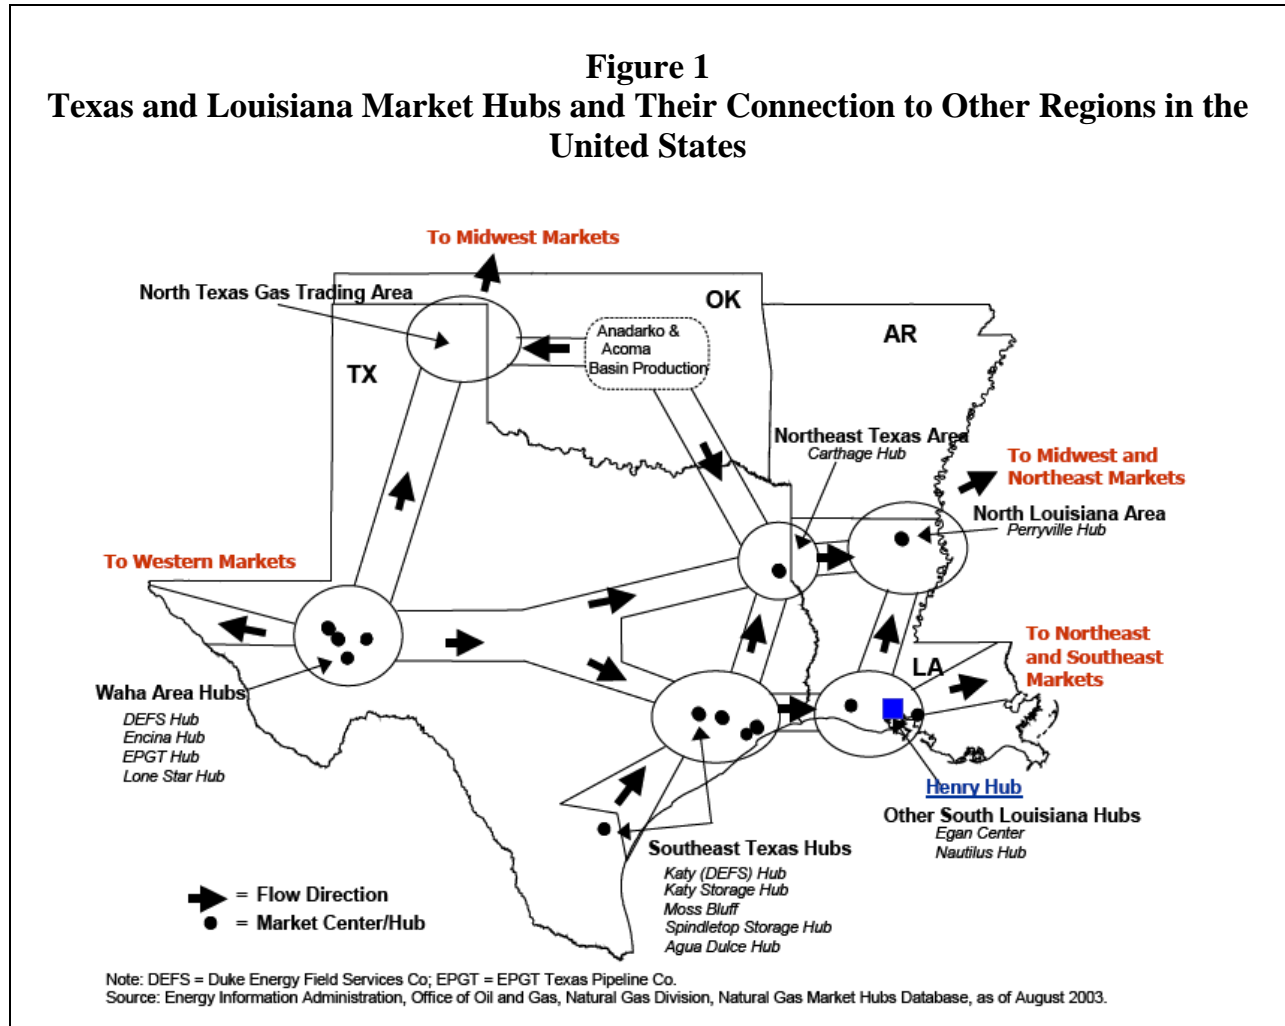 Figure 1
Texas and Louisiana Market Hubs and Their Connection to Other Regions in the
United States
To Midwest Markets
North Texas Gas Trading Area
OK
Anadarko &
Acoma
Basin Production
AR
TX
Northeast Texas Area
Carthage Hub
To Midwest and
Northeast Markets
North Louisiana Area
Perryville Hub
To Western Markets
To Northeast
and Southeast
Markets
LA
Waha Area Hubs
DEFS Hub
Encina Hub
EPGT Hub
Lone Star Hub
Henry Hub
Other South Louisiana Hubs
Egan Center
Nautilus Hub
Southeast Texas Hubs
Katy (DEFS) Hub
Katy Storage Hub
Moss Bluff
Spindletop Storage Hub
Agua Dulce Hub
= Flow Direction
= Market Center/Hub
Note: DEFS = Duke Energy Field Services Co; EPGT = EPGT Texas Pipeline Co.
Source: Energy Information Administration, Office of Oil and Gas, Natural Gas Division, Natural Gas Market Hubs Database, as of August 2003.